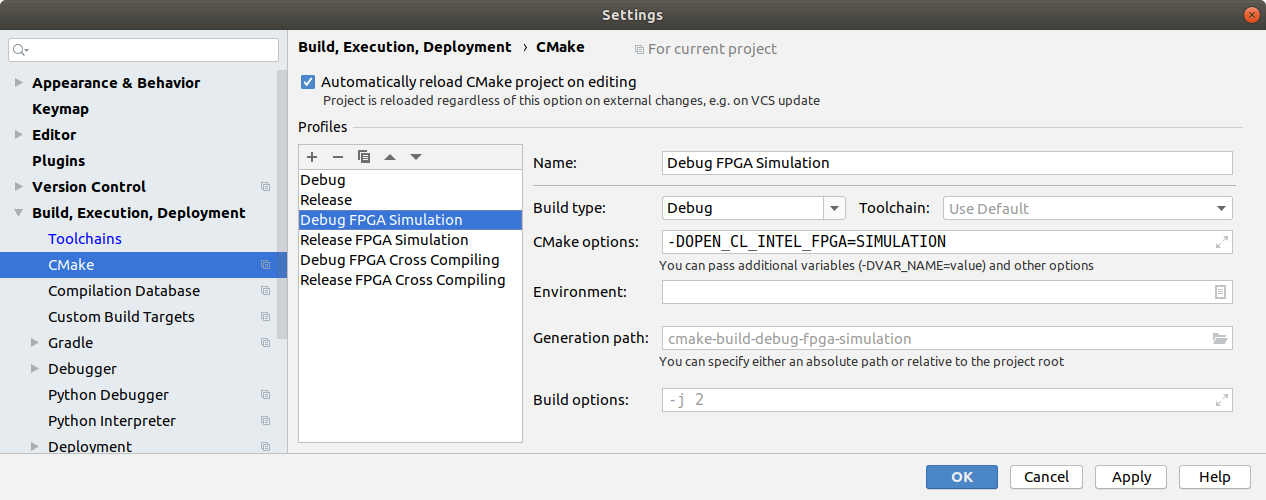 Settings
Appearance & Behavior
Keymap
Editor
Plugins
Version Control
Build, Execution, Deployment
Toolchains
CMake
Compilation Database
Custom Build Targets
Gradle
Debugger
Python Debugger
Python Interpreter
Deployment
Build, Execution, Deployment › CMake For current project
Automatically reload CMake project on editing
Project is reloaded regardless of this option on external changes, e.g. on VCS update
Profiles
Debug
Release
Debug FPGA Simulation
Release FPGA Simulation
Debug FPGA Cross Compiling
Release FPGA Cross Compiling
Name: Debug FPGA Simulation
Build type: Debug Toolchain: Use Default
CMake options: -DOPEN_CL_INTEL_FPGA=SIMULATION
You can pass additional variables (-DVAR_NAME=value) and other options
Environment:
Generation path: cmake-build-debug-fpga-simulation
You can specify either an absolute path or relative to the project root
Build options: -j 2
OK Cancel Apply Help